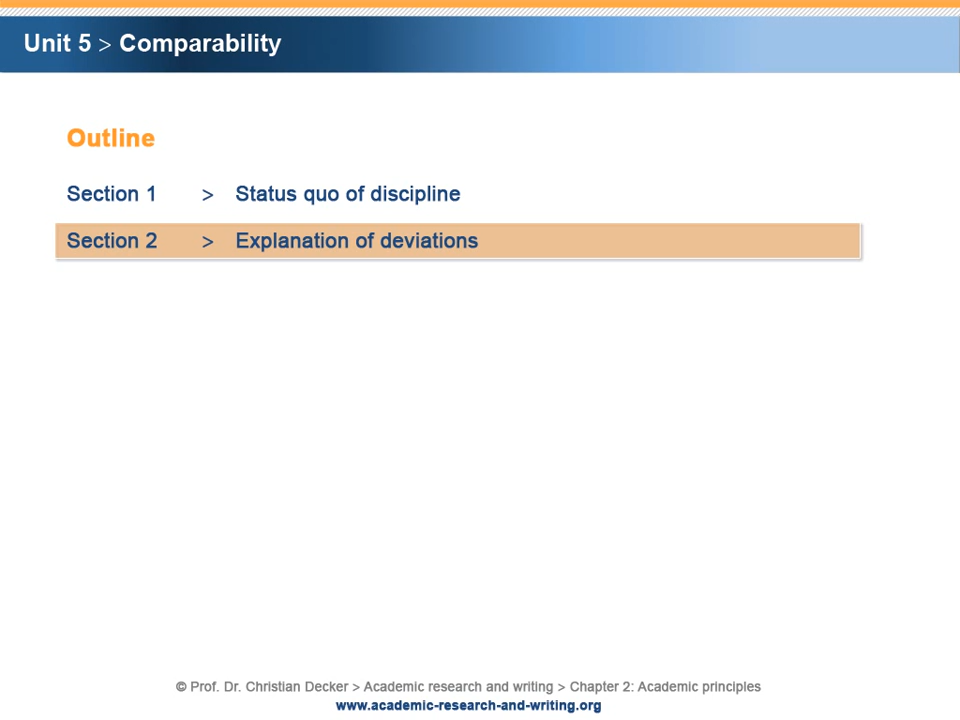 Unit 5 > Comparability
Outline
Section 1 > Status quo of discipline
Section 2 > Explanation of deviations
© Prof. Dr. Christian Decker > Academic research and writing > Chapter 2: Academic principles
www.academic-research-and-writing.org